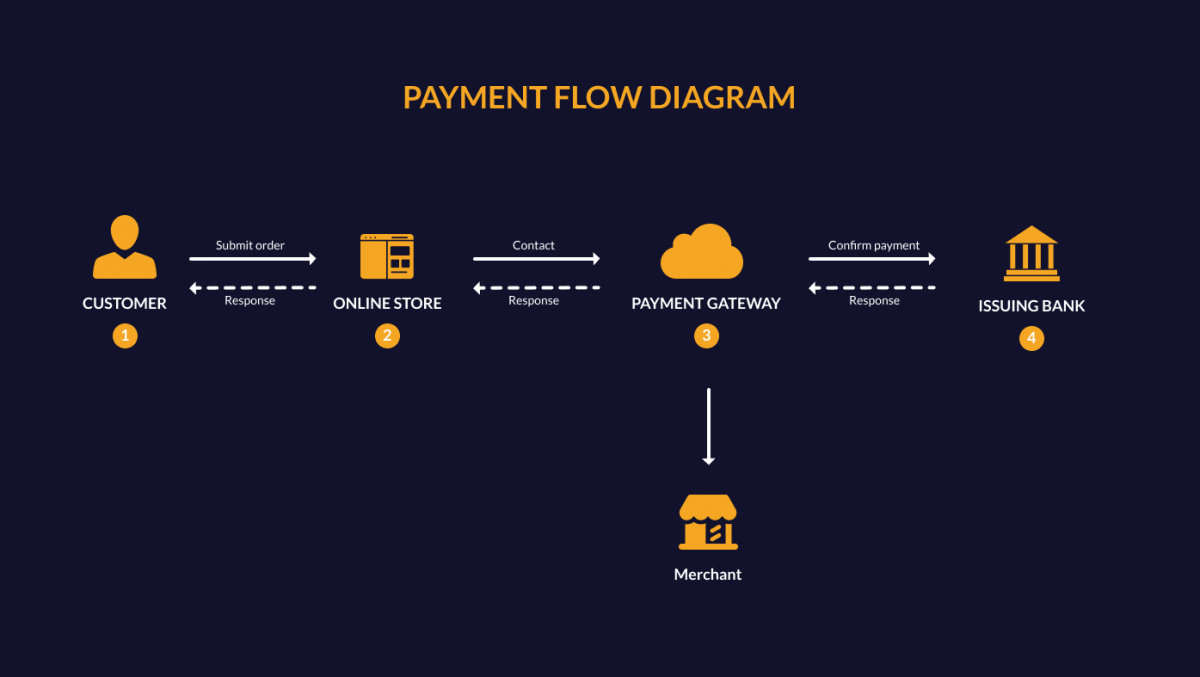 PAYMENT FLOW DIAGRAM
Submit order
Contact
Confirm payment
Response
Response
Response
CUSTOMER
ONLINE STORE
PAYMENT GATEWAY
ISSUING BANK
1
2
3
4
Merchant